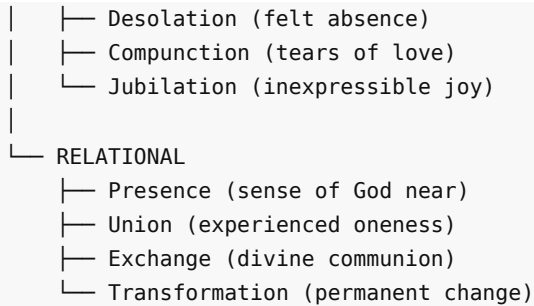 │   ├── Desolation (felt absence)
│   ├── Compunction (tears of love)
│   └── Jubilation (inexpressible joy)
│
└── RELATIONAL
    ├── Presence (sense of God near)
    ├── Union (experienced oneness)
    ├── Exchange (divine communion)
    └── Transformation (permanent change)